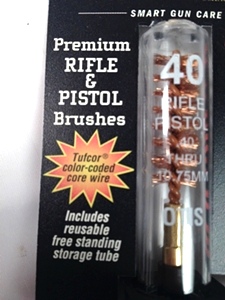 SMART GUN CARE
Premium
RIFLE
&
PISTOL
Brushes
Tufcor®
color-coded
core wire
Includes
reusable
free standing
storage tube
40
RIFLE
PISTOL
.40
THRU
10.75MM